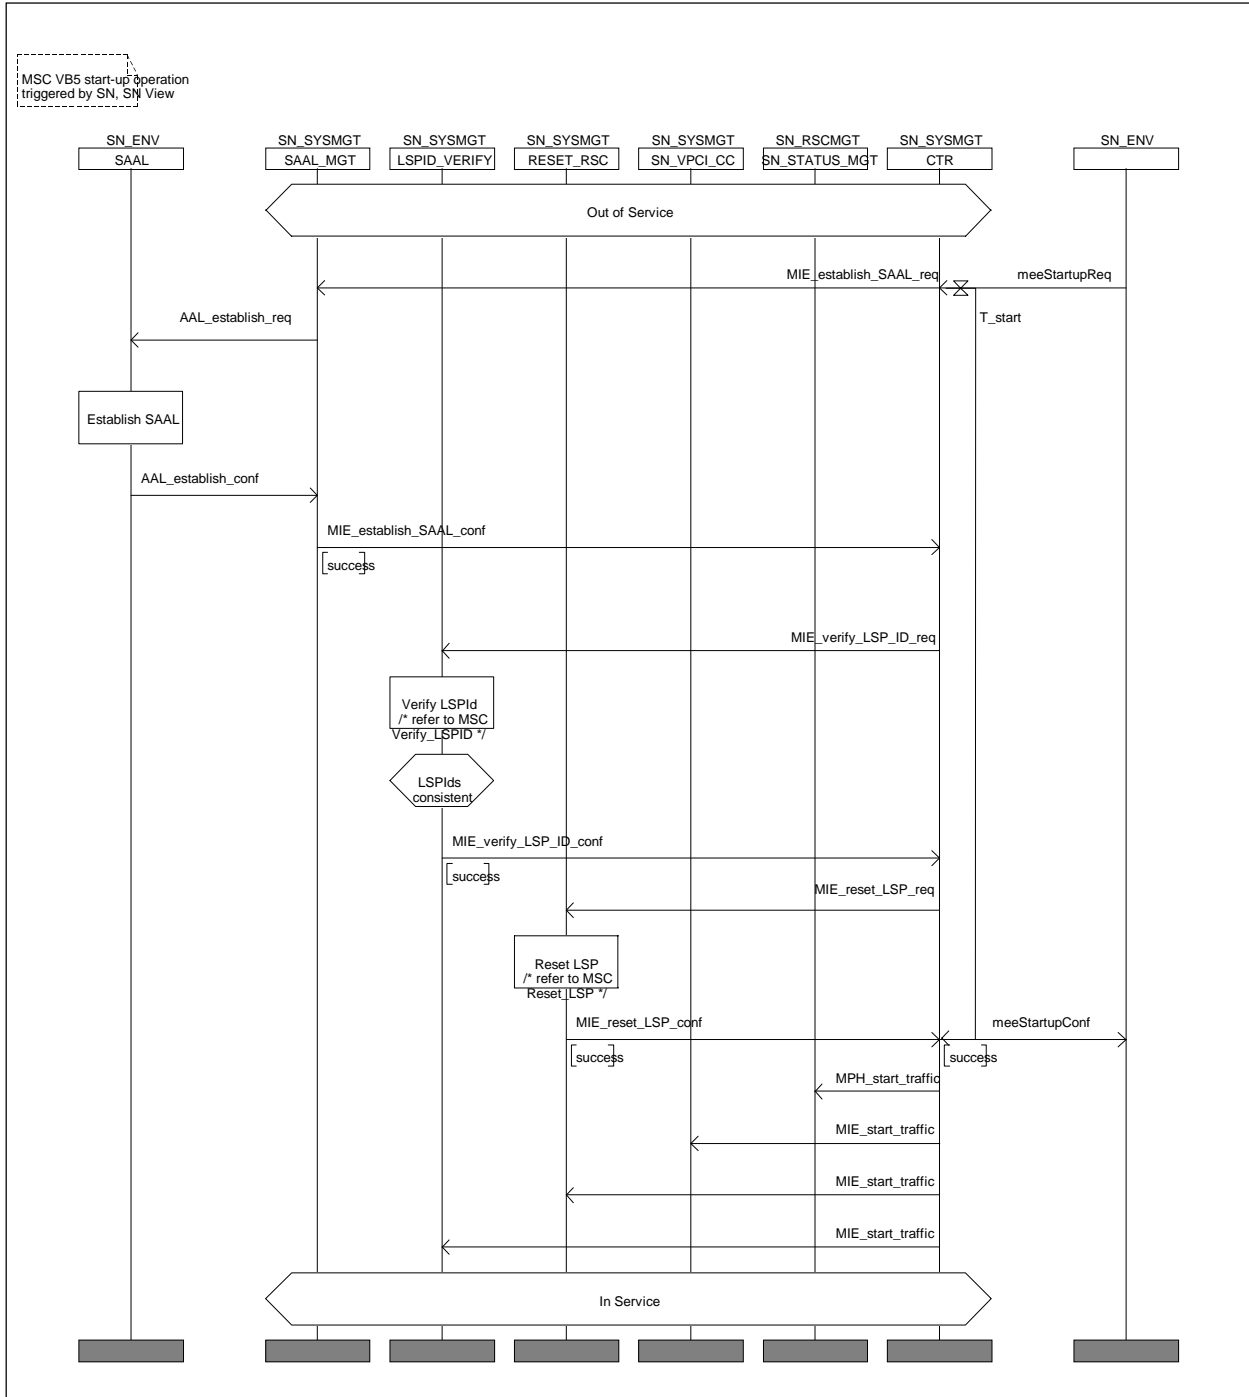 MSC VB5 start-up operation
triggered by SN, SN View
SN_ENV SN_SYSMGT SN_SYSMGT SN_SYSMGT SN_SYSMGT SN_RSCMGT SN_SYSMGT SN_ENV
SAAL SAAL_MGT LSPID_VERIFY RESET_RSC SN_VPCI_CC SN_STATUS_MGT CTR
Out of Service
MIE_establish_SAAL_req meeStartupReq
AAL_establish_req T_start
Establish SAAL
AAL_establish_conf
MIE_establish_SAAL_conf
success
MIE_verify_LSP_ID_req
Verify LSPId
/* refer to MSC
Verify_LSPID */
LSPIds
consistent
MIE_verify_LSP_ID_conf
success
MIE_reset_LSP_req
Reset LSP
/* refer to MSC
Reset_LSP */
MIE_reset_LSP_conf meeStartupConf
success success
MPH_start_traffic
MIE_start_traffic
MIE_start_traffic
MIE_start_traffic
In Service